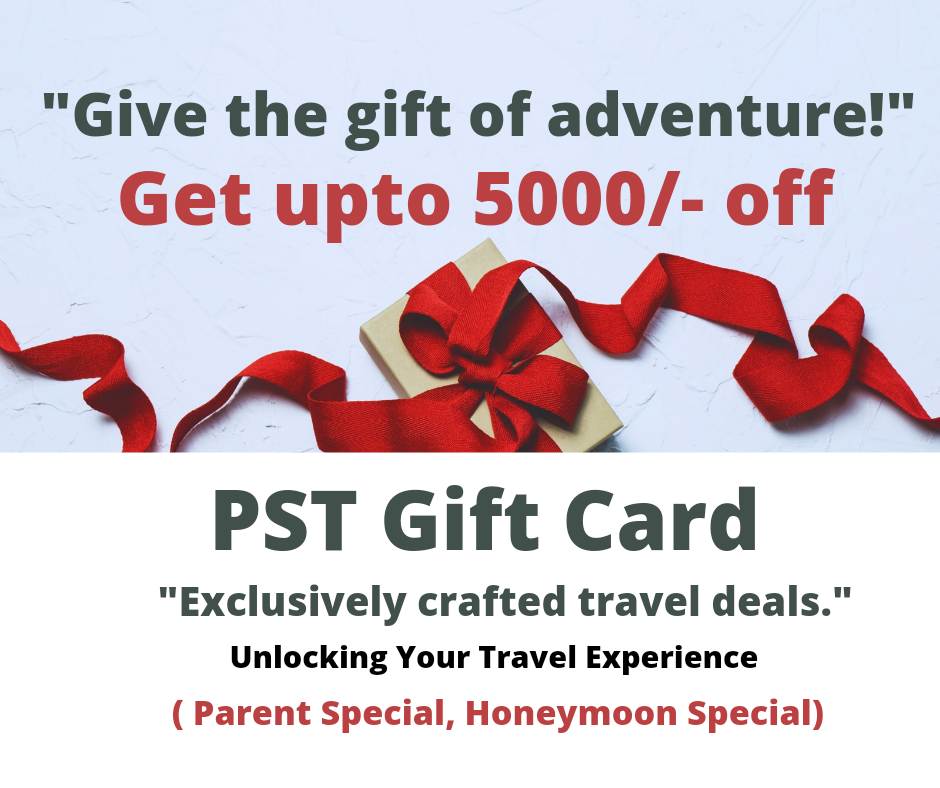 "Give the gift of adventure!"
Get upto 5000/- off
PST Gift Card
"Exclusively crafted travel deals."
Unlocking Your Travel Experience
( Parent Special, Honeymoon Special)